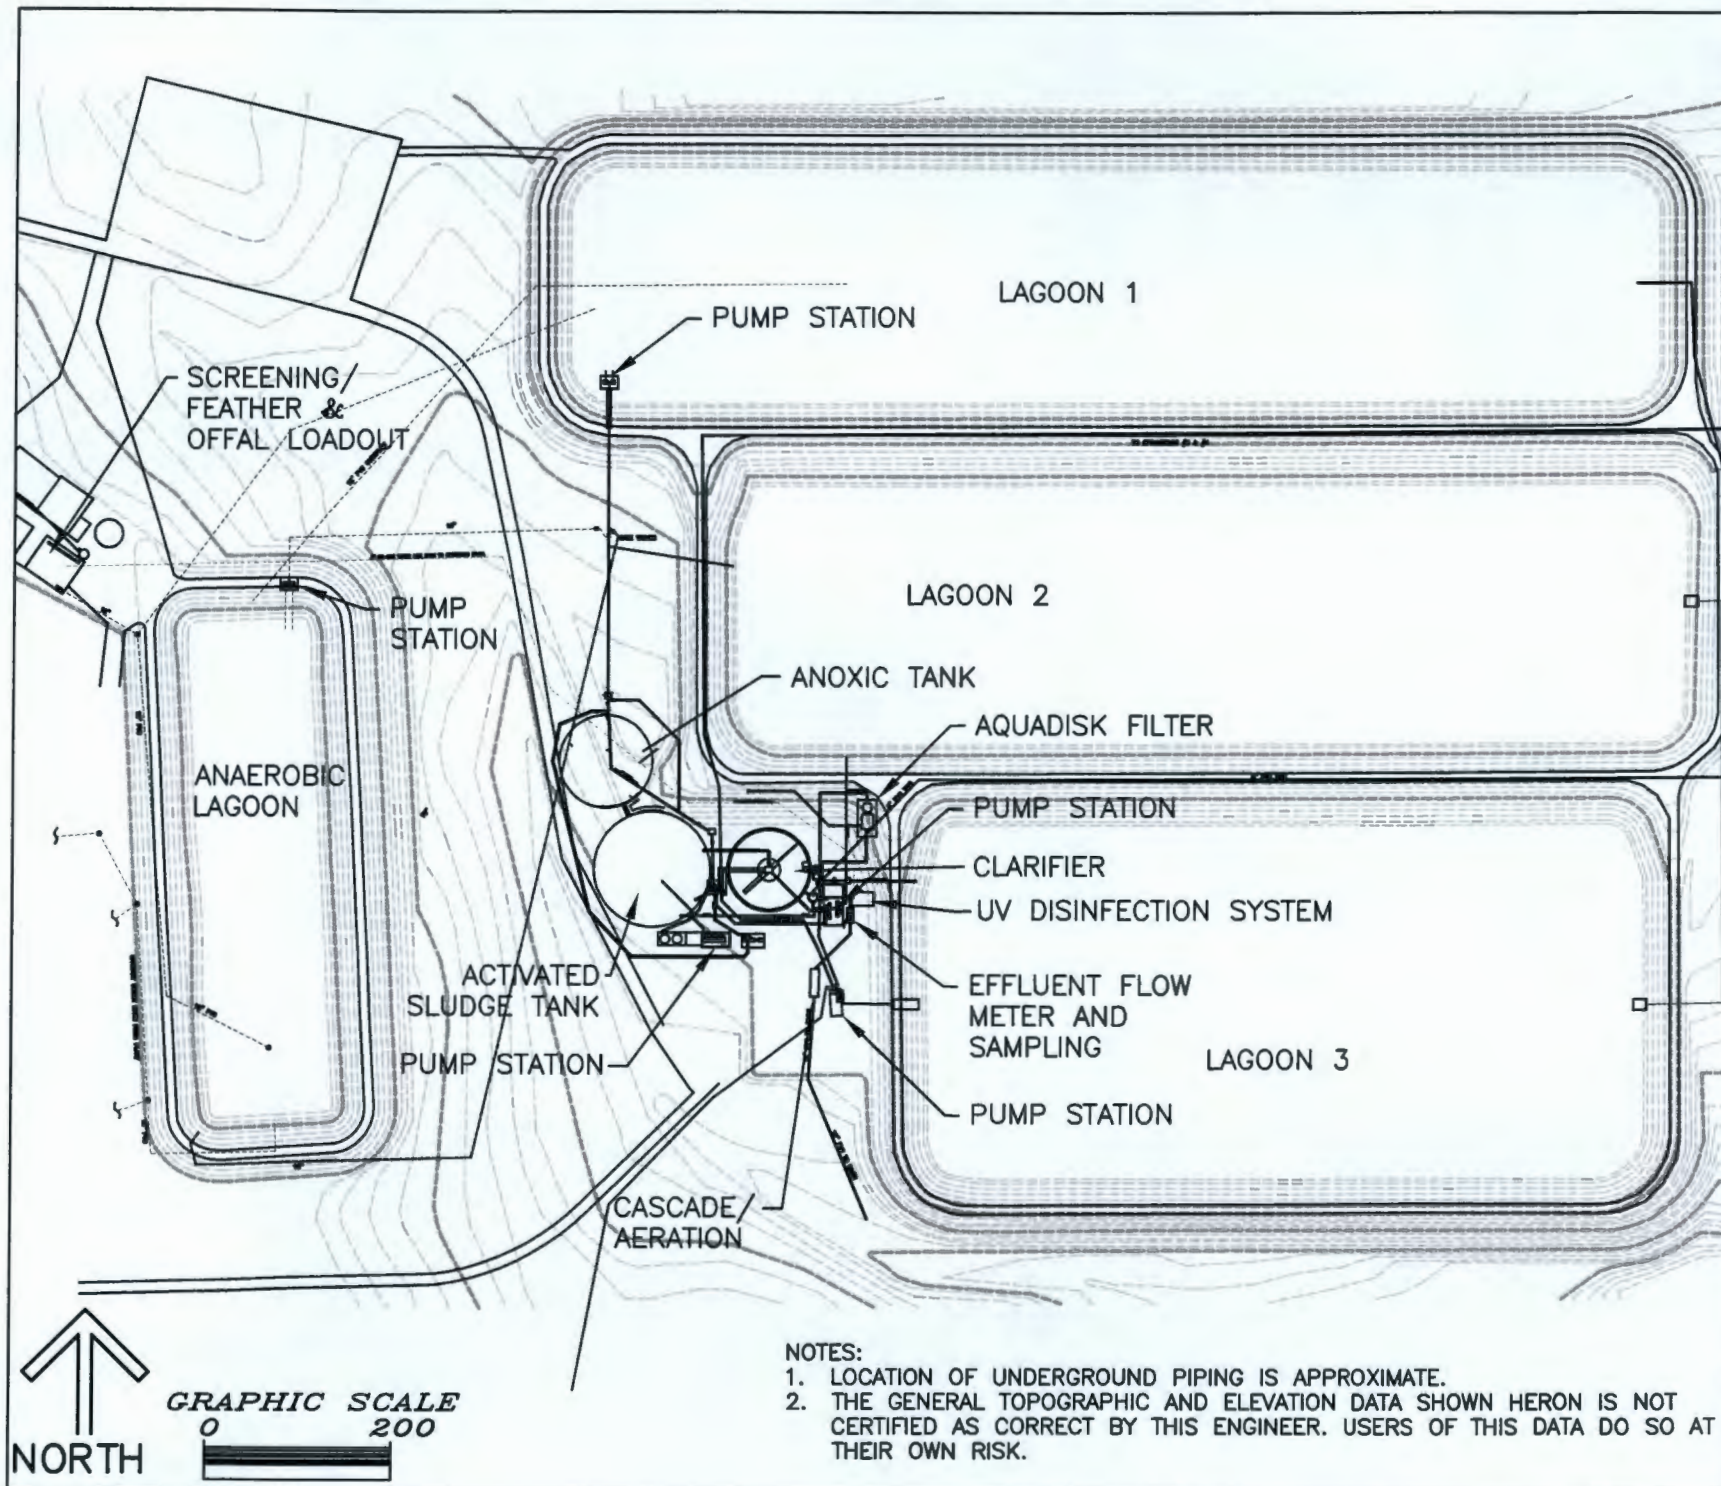 LAGOON 1
PUMP STATION
SCREENING/
FEATHER &
OFFAL LOADOUT
LAGOON 2
PUMP
STATION
ANOXIC TANK
AQUADISK FILTER
ANAEROBIC
LAGOON
PUMP STATION
CLARIFIER
UV DISINFECTION SYSTEM
ACTIVATED
SLUDGE TANK
EFFLUENT FLOW
METER AND
SAMPLING
LAGOON 3
PUMP STATION
PUMP STATION
CASCADE/
AERATION
NORTH
GRAPHIC SCALE
0 200
NOTES:
1. LOCATION OF UNDERGROUND PIPING IS APPROXIMATE.
2. THE GENERAL TOPOGRAPHIC AND ELEVATION DATA SHOWN HERON IS NOT
CERTIFIED AS CORRECT BY THIS ENGINEER. USERS OF THIS DATA DO SO AT
THEIR OWN RISK.